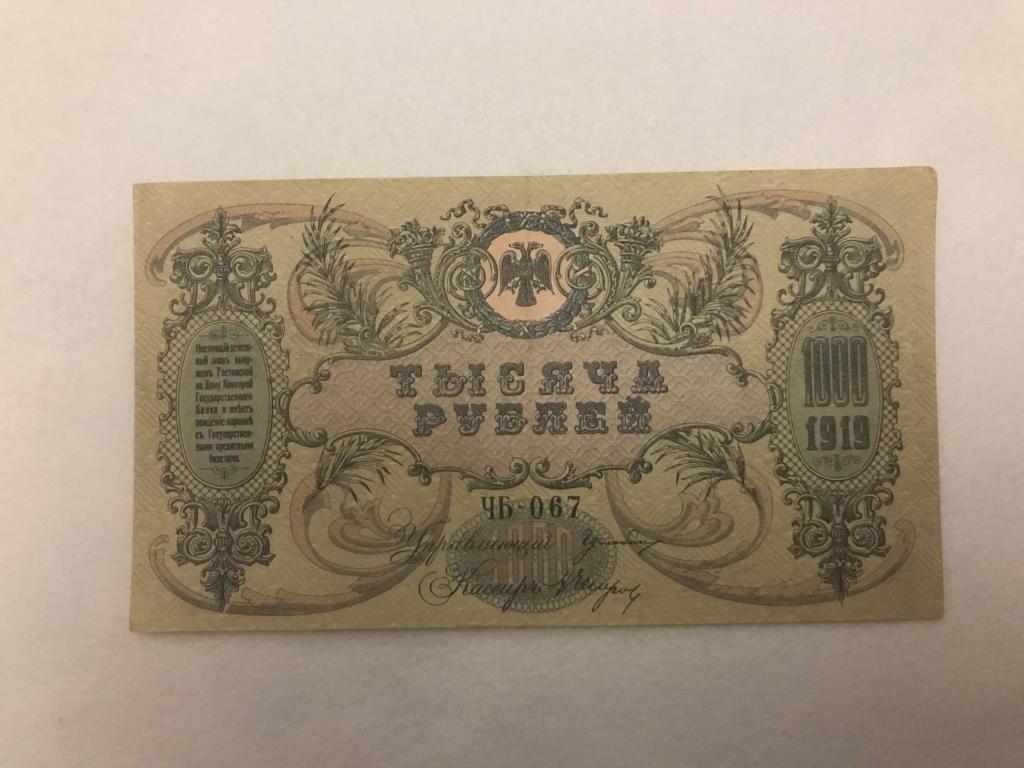 Настоящій денеж-
ный знакъ выпу-
щенъ Ростовской
на Дону Конторой
Государственнаго
Банка и имѣетъ
хожденіе наравнѣ
съ Государствен-
ными кредитными
билетами.
ТЫСЯЧА
РУБЛЕЙ
1000
1919
ЧБ-067
1000
Управляющій
Кассиръ